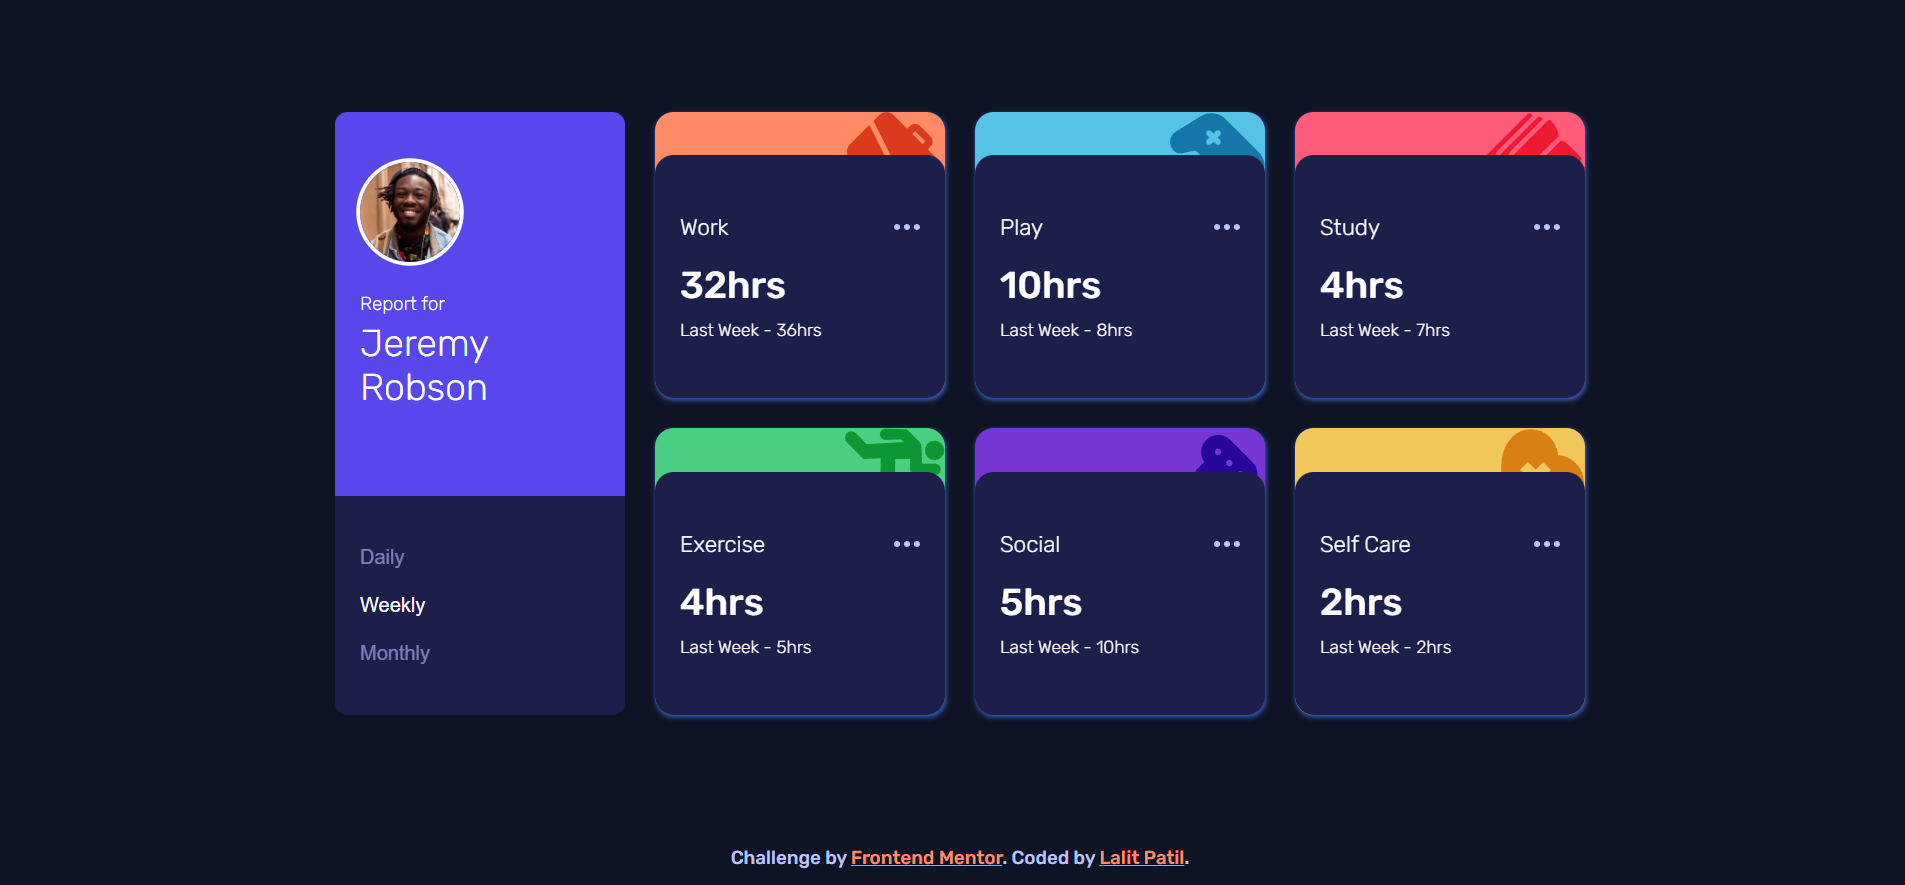 Report for
Jeremy
Robson
Daily
Weekly
Monthly
Work
32hrs
Last Week - 36hrs
Play
10hrs
Last Week - 8hrs
Study
4hrs
Last Week - 7hrs
Exercise
4hrs
Last Week - 5hrs
Social
5hrs
Last Week - 10hrs
Self Care
2hrs
Last Week - 2hrs
Challenge by Frontend Mentor. Coded by Lalit Patil.